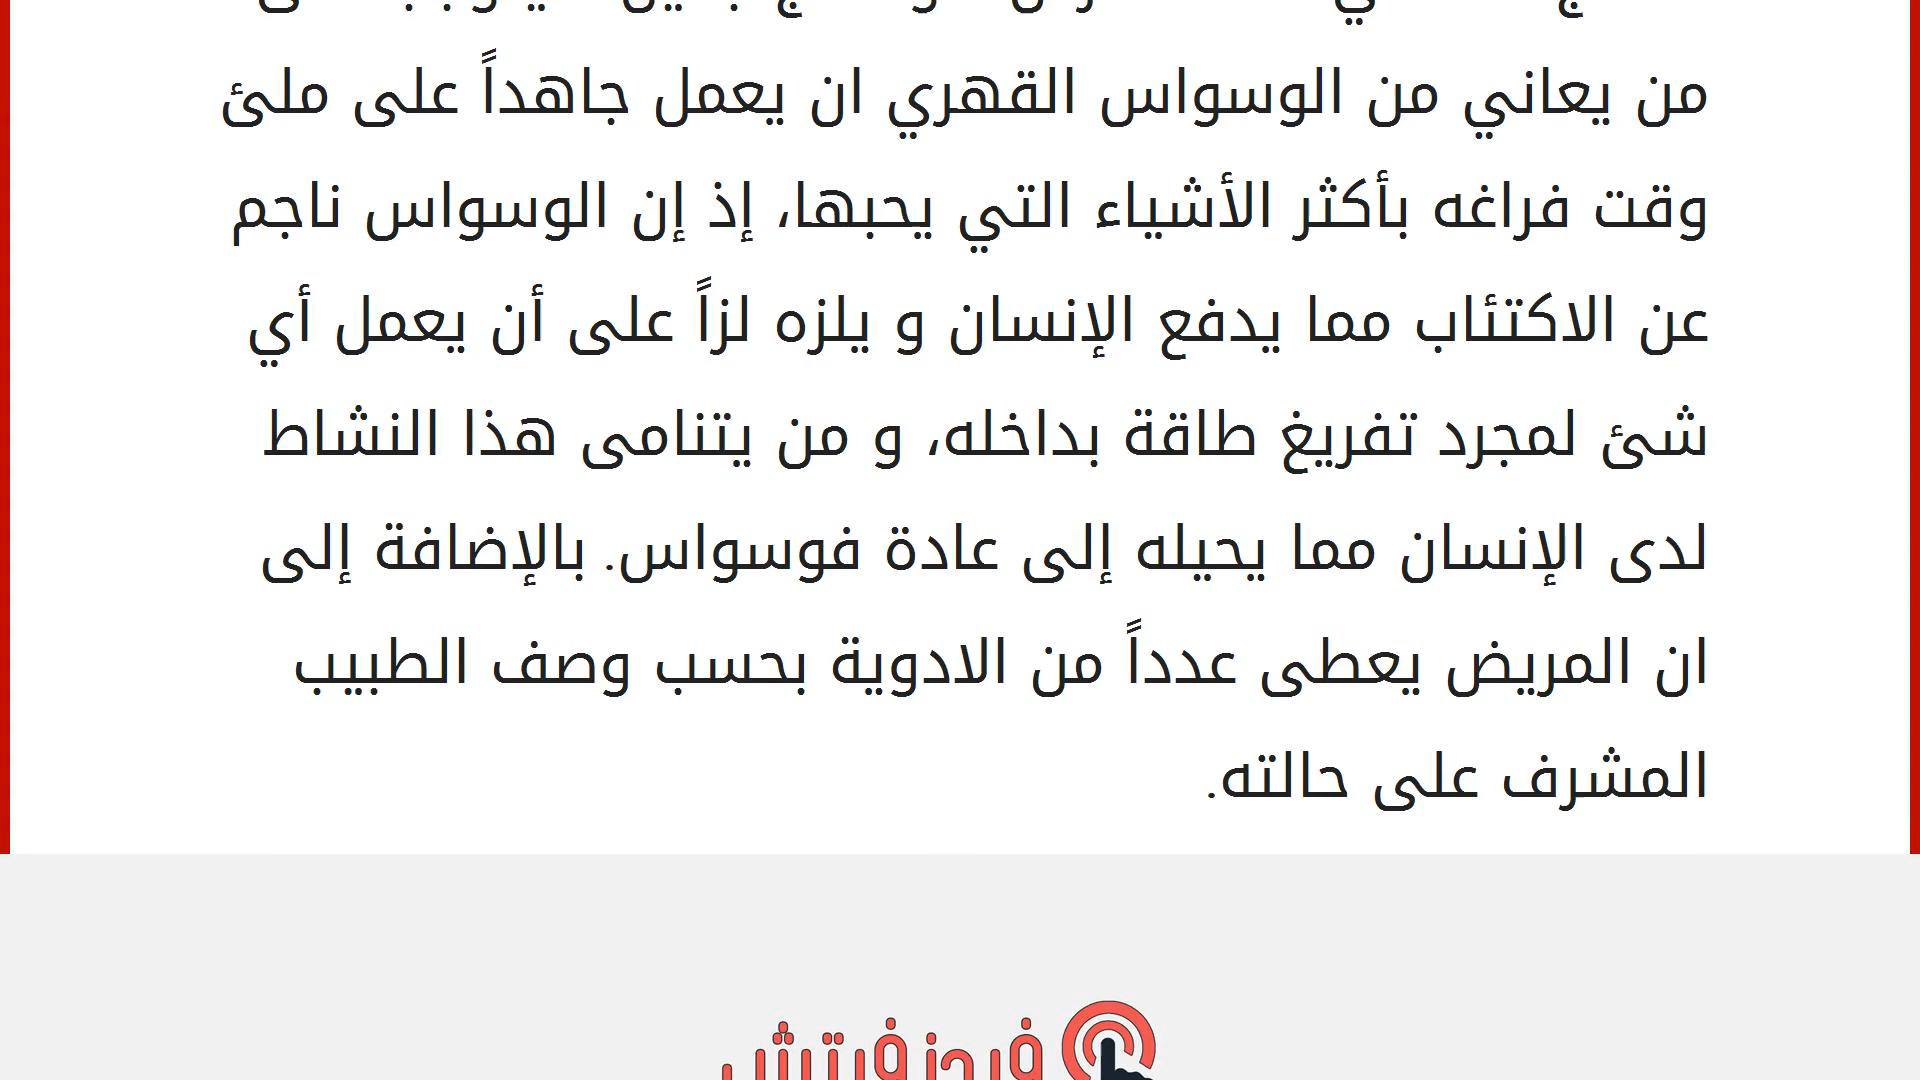 من يعاني من الوسواس القهري ان يعمل جاهداً على ملئ
وقت فراغه بأكثر الأشياء التي يحبها، إذ إن الوسواس ناجم
عن الاكتئاب مما يدفع الإنسان و يلزه لزاً على أن يعمل أي
شئ لمجرد تفريغ طاقة بداخله، و من يتنامى هذا النشاط
لدى الإنسان مما يحيله إلى عادة فوسواس. بالإضافة إلى
ان المريض يعطى عدداً من الادوية بحسب وصف الطبيب
المشرف على حالته.